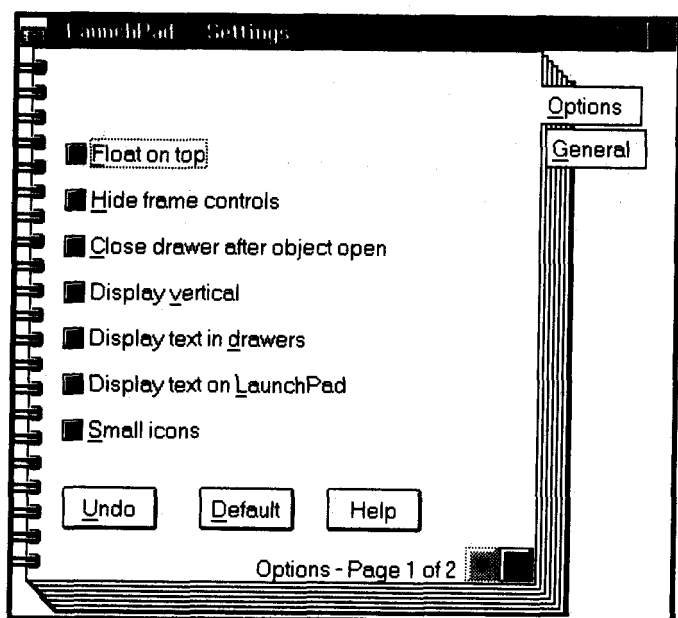 LaunchPad - Settings
Options
General
Float on top
Hide frame controls
Close drawer after object open
Display vertical
Display text in drawers
Display text on LaunchPad
Small icons
Undo Default Help
Options - Page 1 of 2